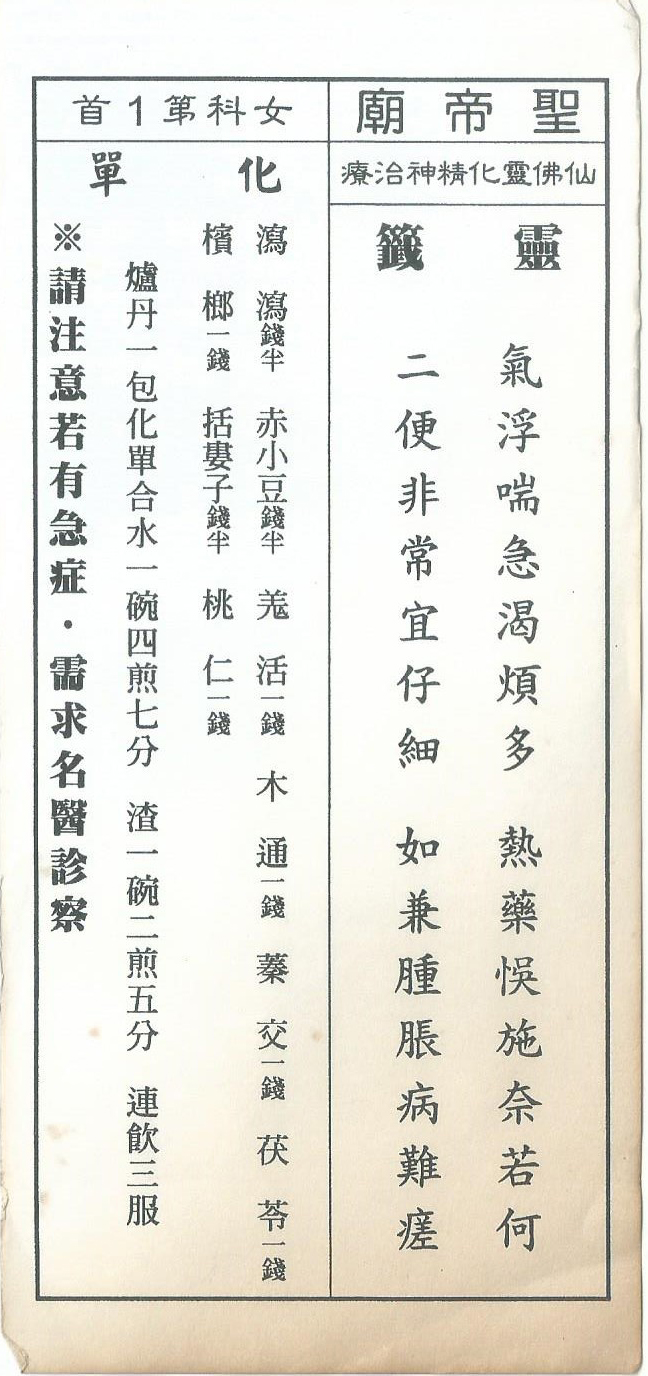 聖帝廟
仙佛靈化精神治療
靈籤
氣浮喘急渴煩多 熱藥悞施奈若何
二便非常宜仔細 如兼腫脹病難瘥
女科第1首
化單
瀉瀉錢半 赤小豆錢半 羗活一錢 木通一錢 蓁交一錢 茯苓一錢
檳榔一錢 括蔞子錢半 桃仁一錢
爐丹一包化單合水一碗四煎七分 渣一碗二煎五分 連飲三服
※請注意若有急症・需求名醫診察